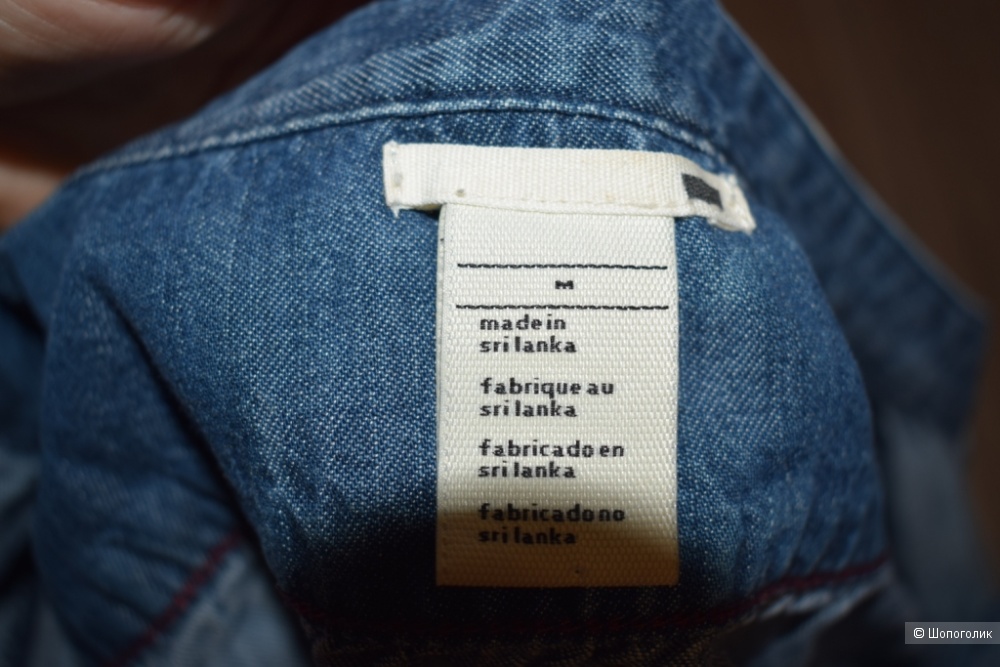 M
made in
sri lanka
fabrique au
sri lanka
fabricado en
sri lanka
fabricado no
sri lanka
© Шопоголик